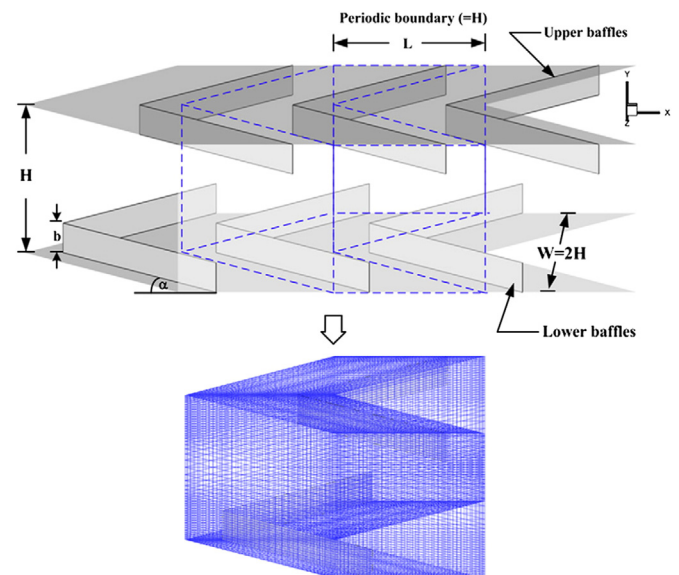 Periodic boundary (=H)
L
Upper baffles
Y
X
Z
H
b
W=2H
α
Lower baffles